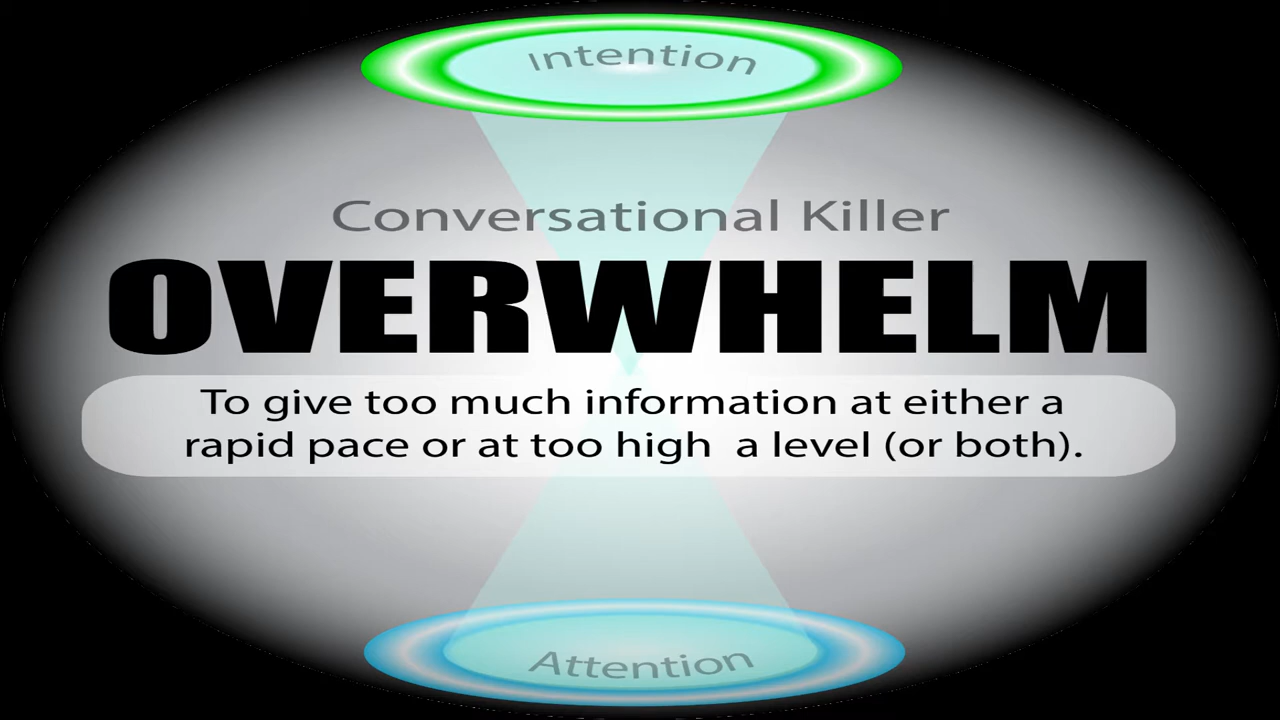 Intention
Conversational Killer
OVERWHELM
To give too much information at either a
rapid pace or at too high a level (or both).
Attention